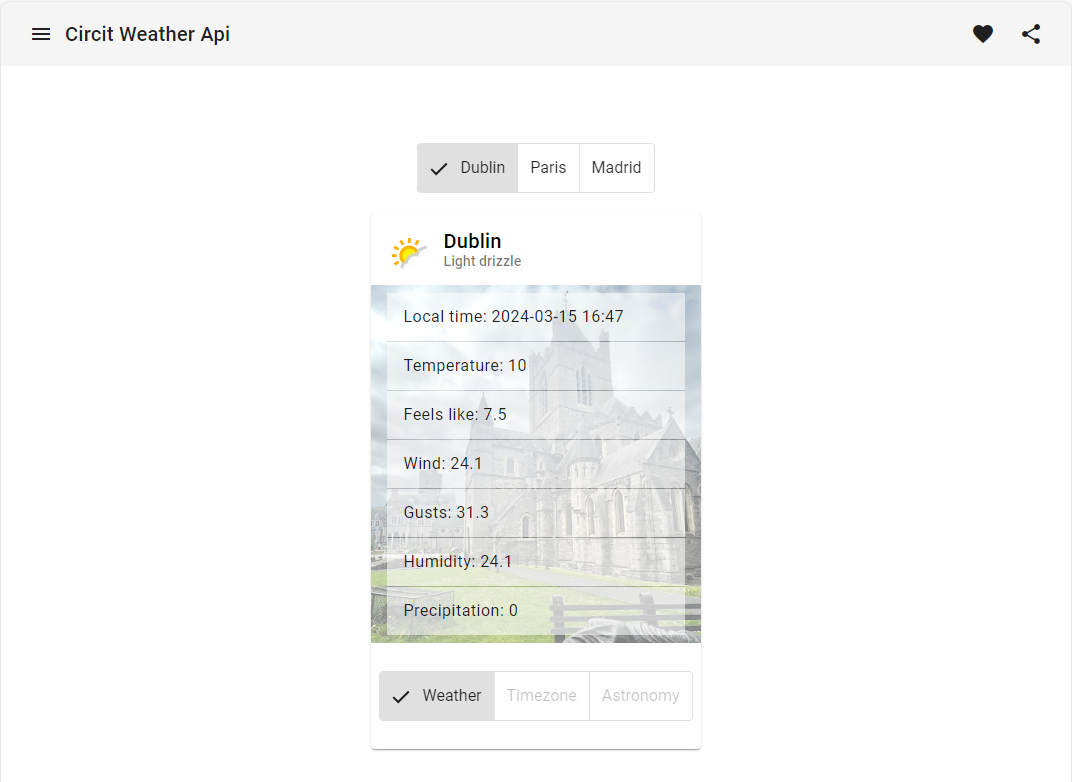 Circit Weather Api
Dublin Paris Madrid
Dublin
Light drizzle
Local time: 2024-03-15 16:47
Temperature: 10
Feels like: 7.5
Wind: 24.1
Gusts: 31.3
Humidity: 24.1
Precipitation: 0
Weather Timezone Astronomy